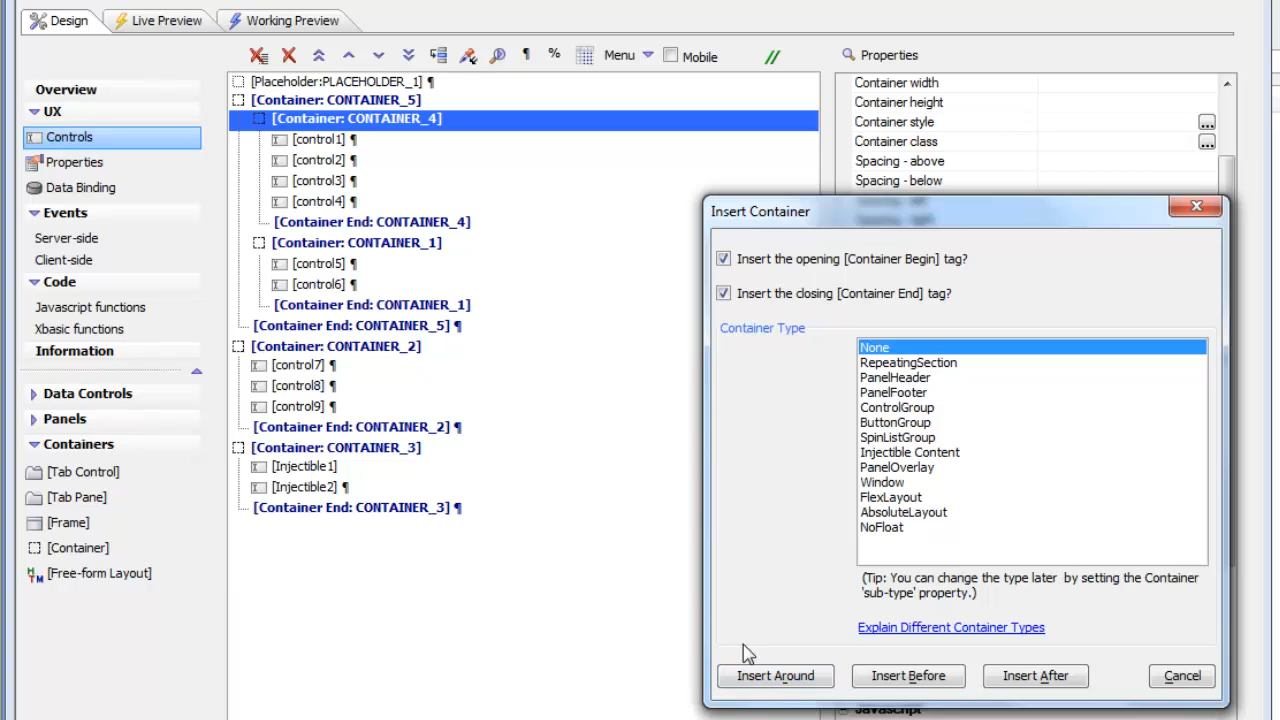 Design
Live Preview
Working Preview
¶
%
Menu
Mobile
//
Properties
Overview
UX
Controls
Properties
Data Binding
Events
Server-side
Client-side
Code
Javascript functions
Xbasic functions
Information
Data Controls
Panels
Containers
[Tab Control]
[Tab Pane]
[Frame]
[Container]
[Free-form Layout]
[Placeholder:PLACEHOLDER_1] ¶
[Container: CONTAINER_5]
[Container: CONTAINER_4]
[control1] ¶
[control2] ¶
[control3] ¶
[control4] ¶
[Container End: CONTAINER_4]
[Container: CONTAINER_1]
[control5] ¶
[control6] ¶
[Container End: CONTAINER_1]
[Container End: CONTAINER_5] ¶
[Container: CONTAINER_2]
[control7] ¶
[control8] ¶
[control9] ¶
[Container End: CONTAINER_2] ¶
[Container: CONTAINER_3]
[Injectible1]
[Injectible2] ¶
[Container End: CONTAINER_3] ¶
Container width
Container height
Container style
...
Container class
...
Spacing - above
Spacing - below
Insert Container
Insert the opening [Container Begin] tag?
Insert the closing [Container End] tag?
Container Type
None
RepeatingSection
PanelHeader
PanelFooter
ControlGroup
ButtonGroup
SpinListGroup
Injectible Content
PanelOverlay
Window
FlexLayout
AbsoluteLayout
NoFloat
(Tip: You can change the type later by setting the Container
'sub-type' property.)
Explain Different Container Types
Insert Around
Insert Before
Insert After
Cancel
Javascript